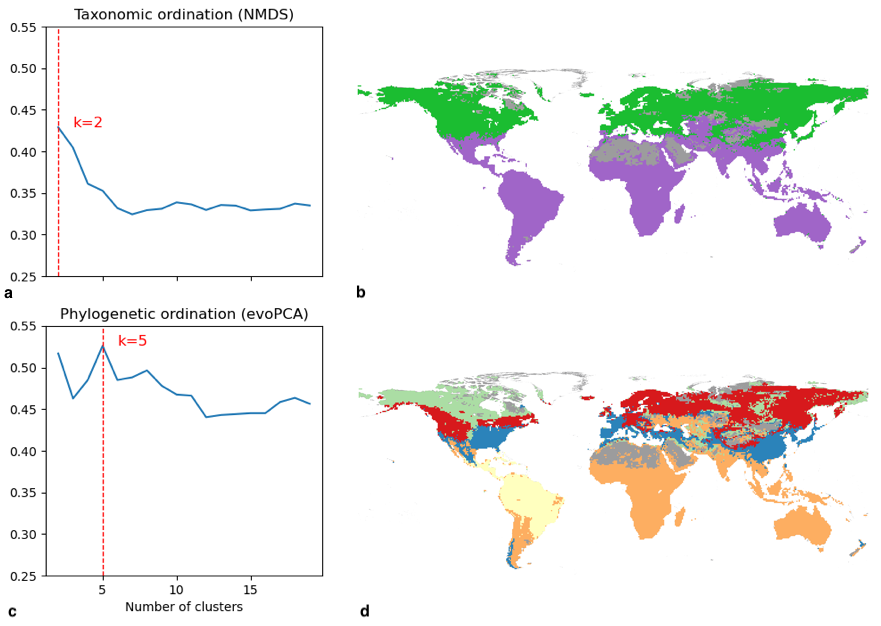 Taxonomic ordination (NMDS)
0.55
0.50
0.45
k=2
0.40
0.35
0.30
0.25
a
b
Phylogenetic ordination (evoPCA)
0.55
k=5
0.50
0.45
0.40
0.35
0.30
0.25
5
10
15
Number of clusters
c
d